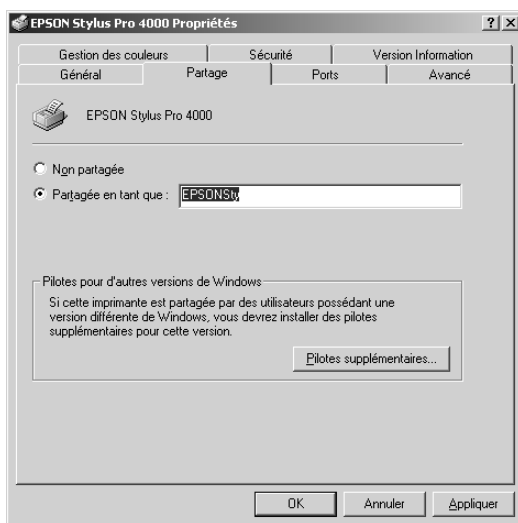 EPSON Stylus Pro 4000 Propriétés
Gestion des couleurs Sécurité Version Information
Général Partage Ports Avancé
EPSON Stylus Pro 4000
Non partagée
Partagée en tant que : EPSONSty
Pilotes pour d'autres versions de Windows
Si cette imprimante est partagée par des utilisateurs possédant une
version différente de Windows, vous devrez installer des pilotes
supplémentaires pour cette version.
Pilotes supplémentaires...
OK Annuler Appliquer